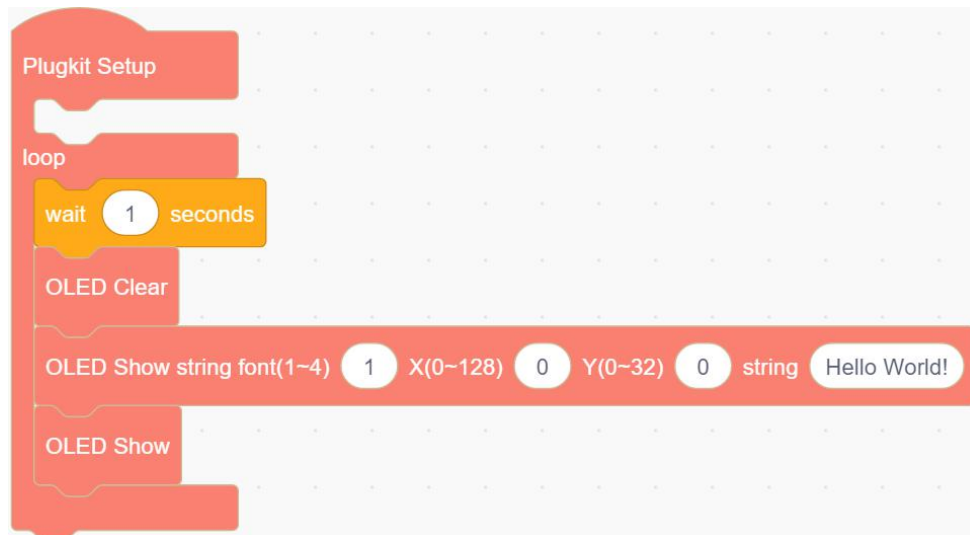 Plugkit Setup
loop
wait 1 seconds
OLED Clear
OLED Show string font(1~4) 1 X(0~128) 0 Y(0~32) 0 string Hello World!
OLED Show